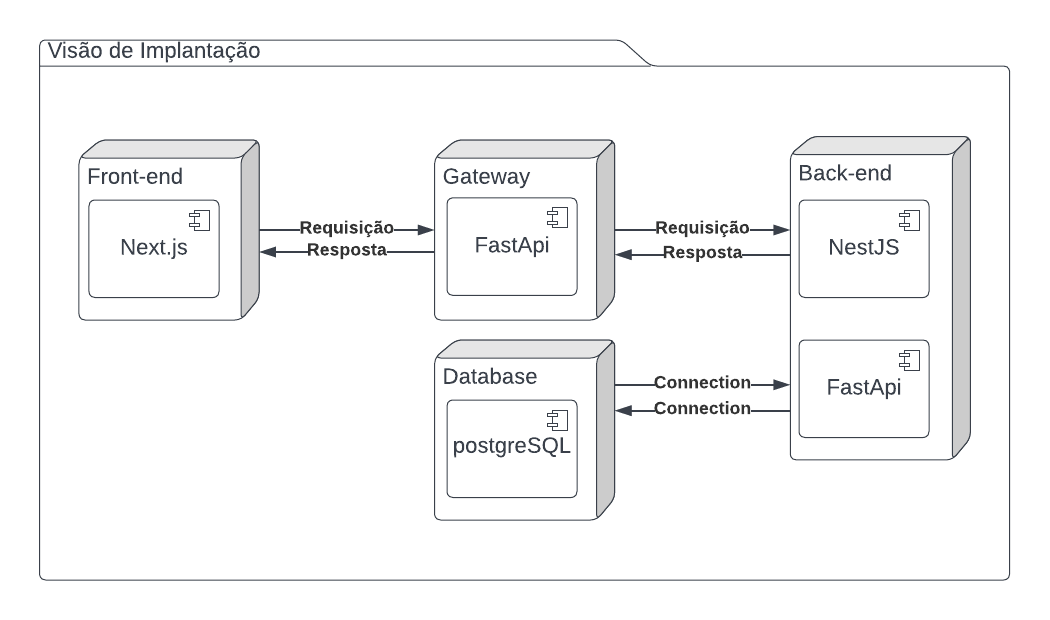 Visão de Implantação
Front-end
Next.js
Requisição
Resposta
Gateway
FastApi
Requisição
Resposta
Back-end
NestJS
FastApi
Database
postgreSQL
Connection
Connection